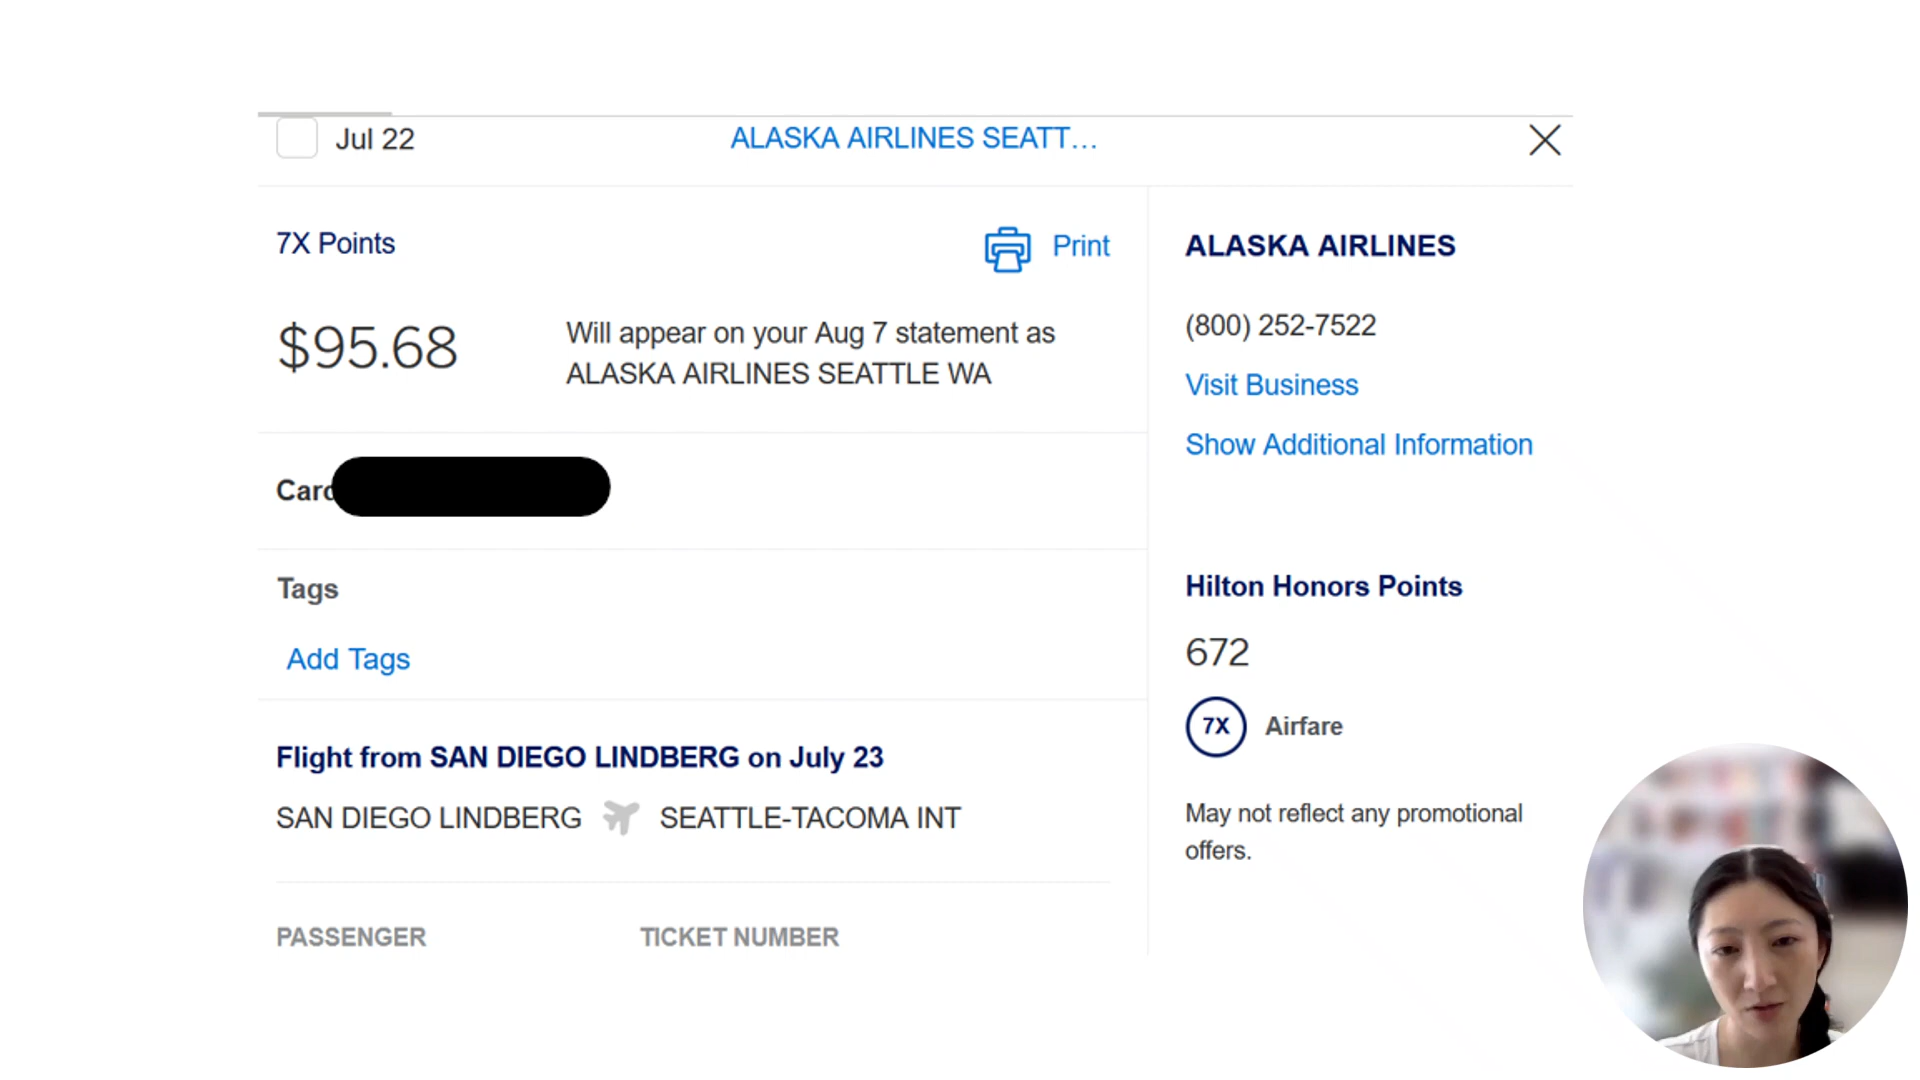 Jul 22
ALASKA AIRLINES SEATT…
7X Points
Print
$95.68
Will appear on your Aug 7 statement as
ALASKA AIRLINES SEATTLE WA
Card
Tags
Add Tags
Flight from SAN DIEGO LINDBERG on July 23
SAN DIEGO LINDBERG SEATTLE-TACOMA INT
PASSENGER TICKET NUMBER
ALASKA AIRLINES
(800) 252-7522
Visit Business
Show Additional Information
Hilton Honors Points
672
7X Airfare
May not reflect any promotional
offers.